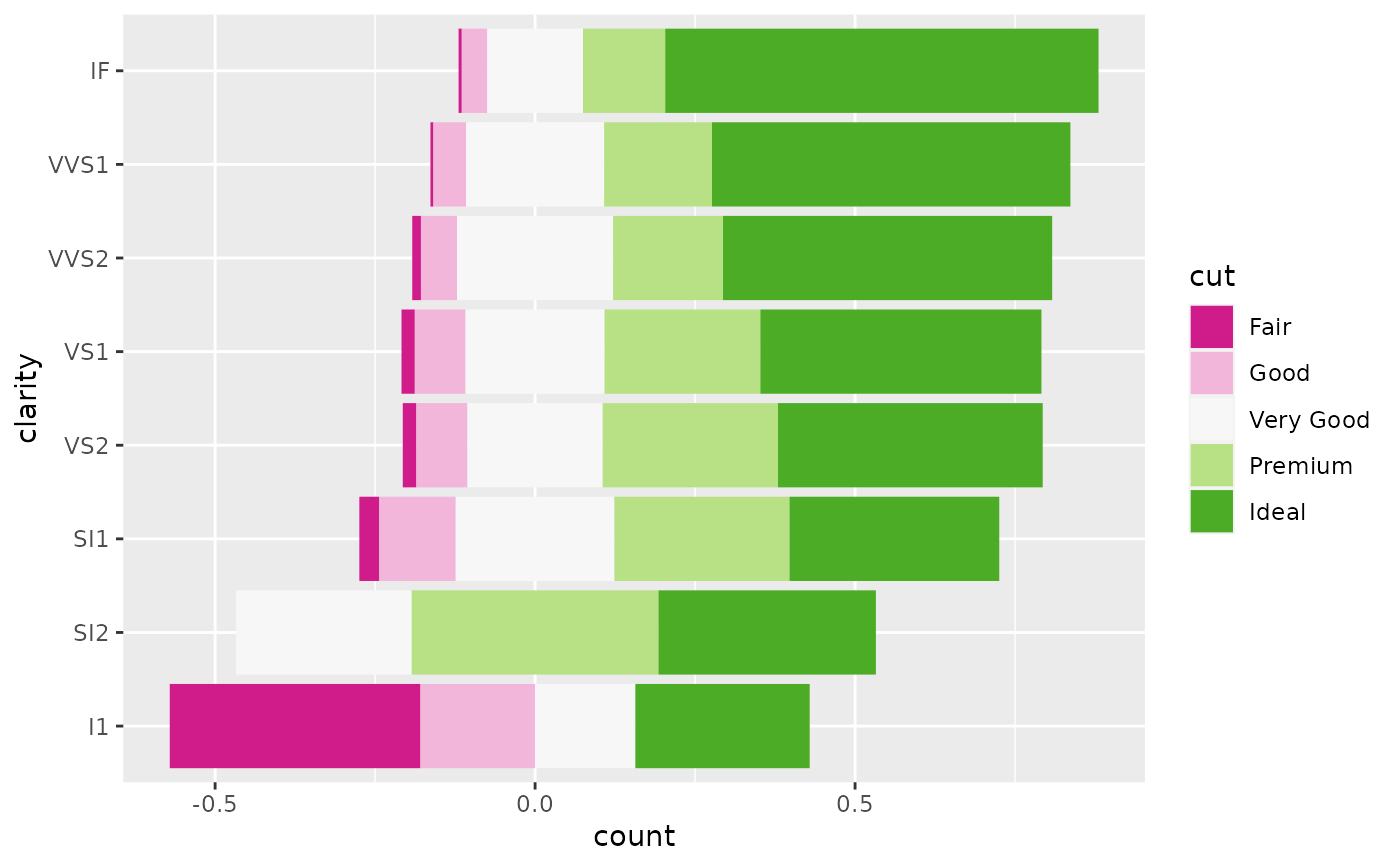 IF
VVS1
VVS2
VS1
VS2
SI1
SI2
I1
clarity
-0.5 0.0 0.5
count
cut
Fair
Good
Very Good
Premium
Ideal